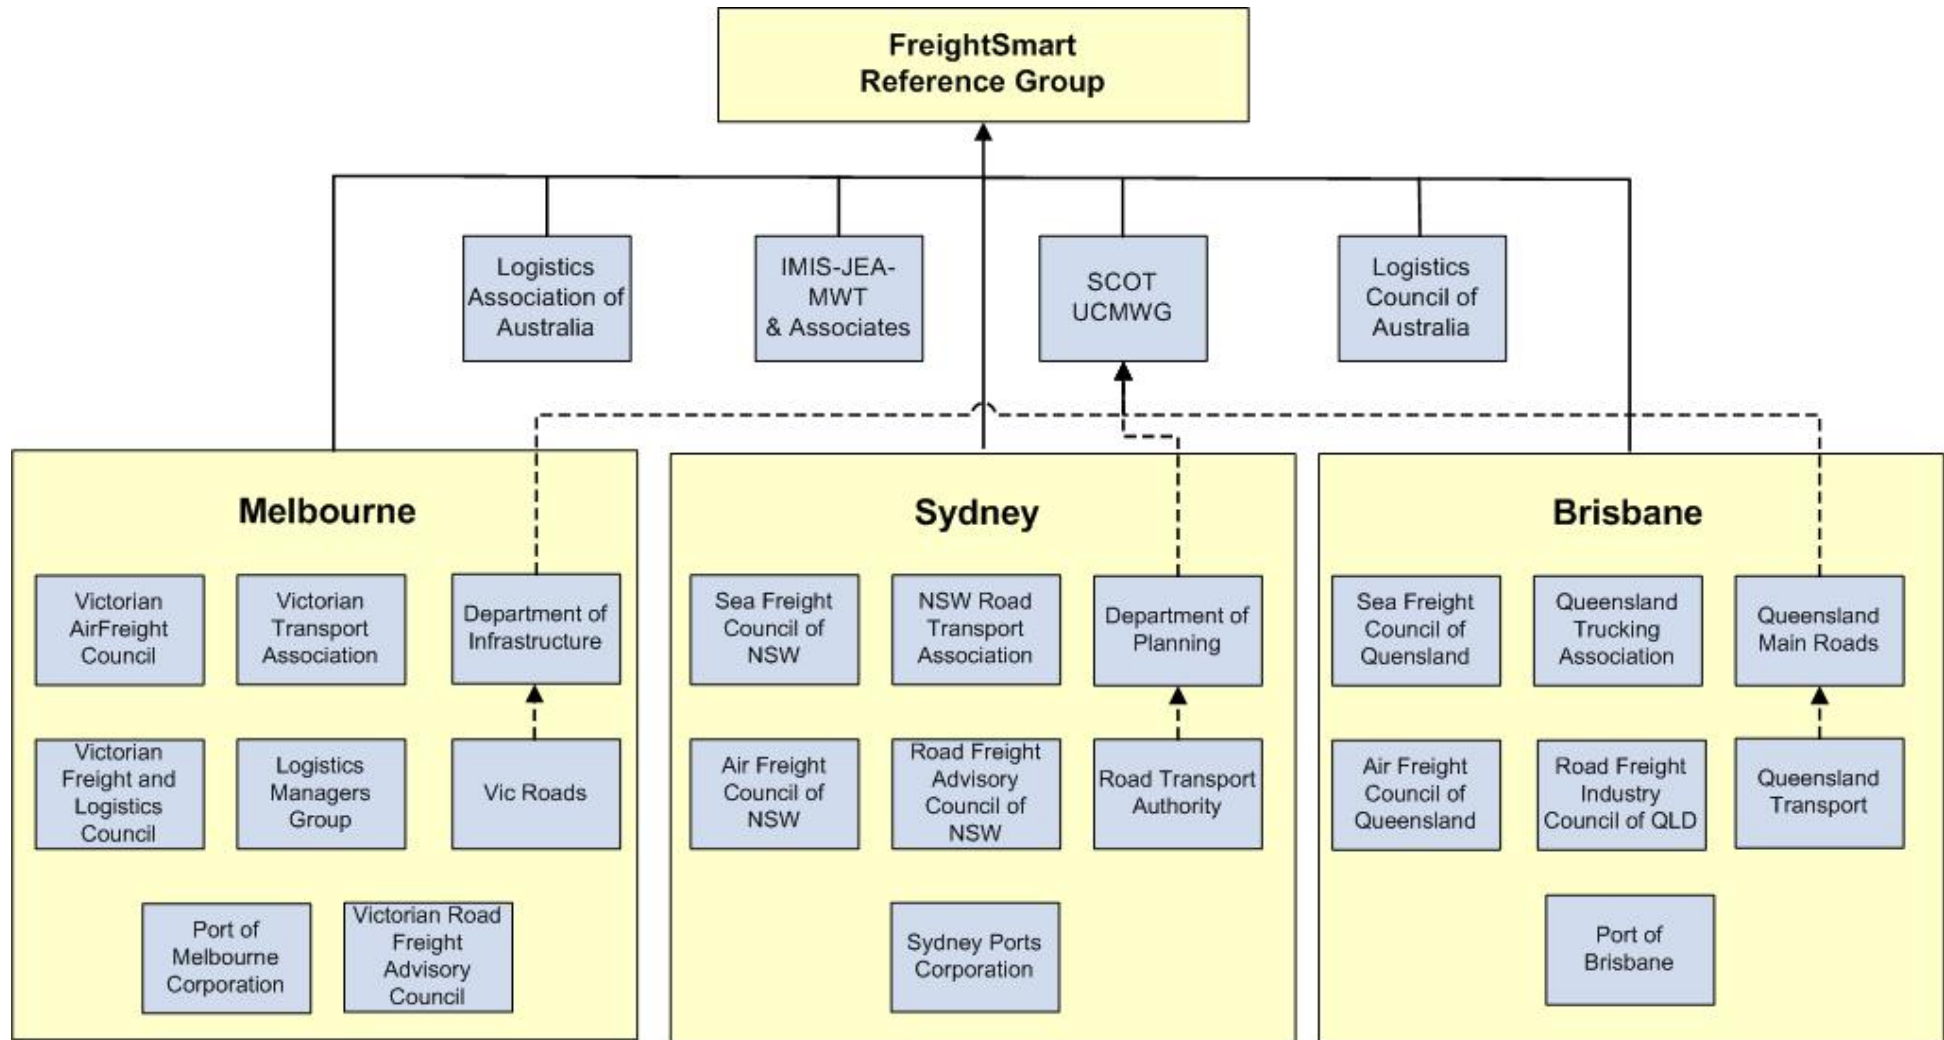 FreightSmart
Reference Group
Logistics
Association of
Australia
IMIS-JEA-
MWT
& Associates
SCOT
UCMWG
Logistics
Council of
Australia
Melbourne
Victorian
AirFreight
Council
Victorian
Transport
Association
Department of
Infrastructure
Victorian
Freight and
Logistics
Council
Logistics
Managers
Group
Vic Roads
Port of
Melbourne
Corporation
Victorian Road
Freight
Advisory
Council
Sydney
Sea Freight
Council of
NSW
NSW Road
Transport
Association
Department of
Planning
Air Freight
Council of
NSW
Road Freight
Advisory
Council of
NSW
Road Transport
Authority
Sydney Ports
Corporation
Brisbane
Sea Freight
Council of
Quensland
Queensland
Trucking
Association
Queensland
Main Roads
Air Freight
Council of
Queensland
Road Freight
Industry
Council of QLD
Queensland
Transport
Port of
Brisbane